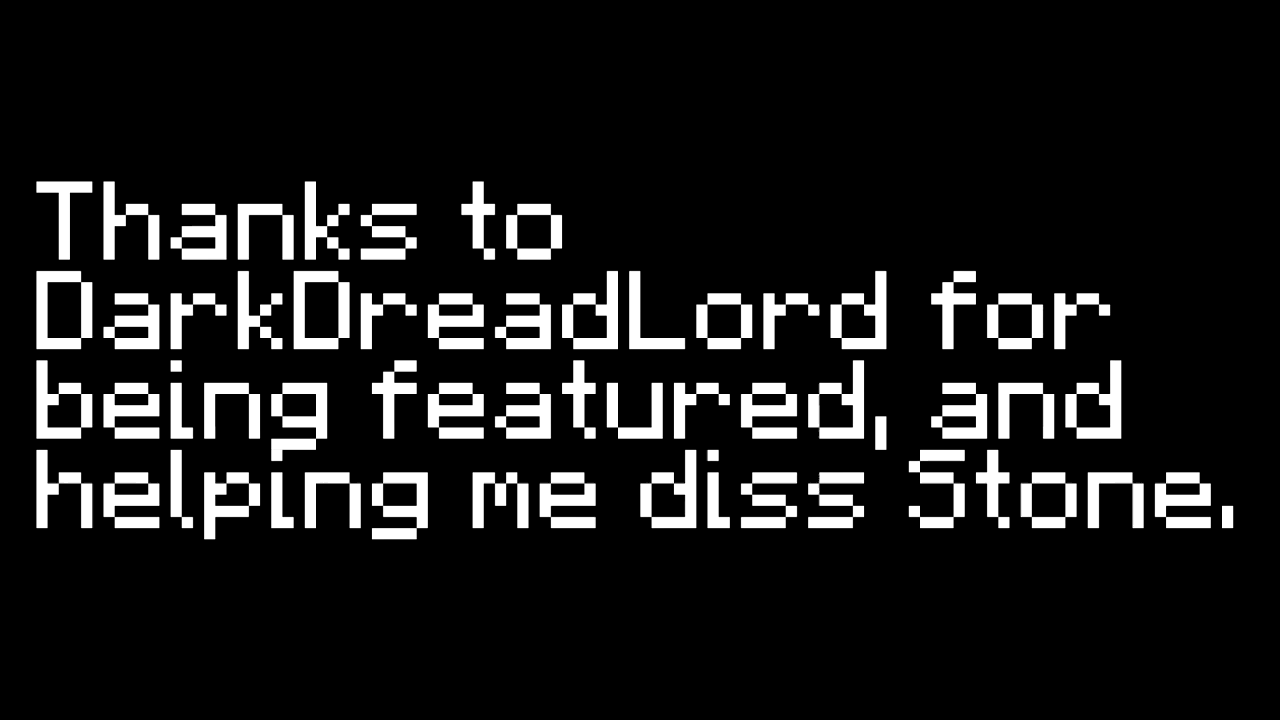 Thanks to
DarkDreadLord for
being featured, and
helping me diss Stone.